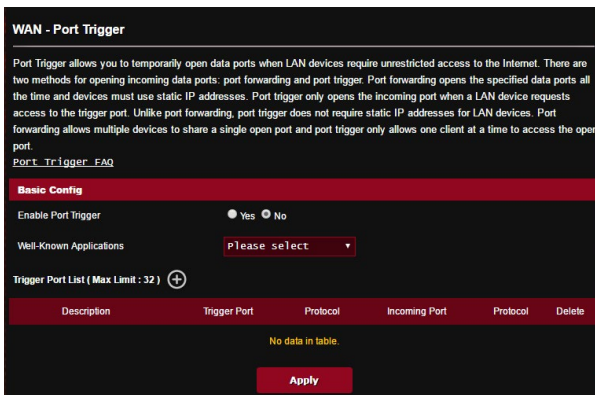 WAN - Port Trigger
Port Trigger allows you to temporarily open data ports when LAN devices require unrestricted access to the Internet. There are
two methods for opening incoming data ports: port forwarding and port trigger. Port forwarding opens the specified data ports all
the time and devices must use static IP addresses. Port trigger only opens the incoming port when a LAN device requests
access to the trigger port. Unlike port forwarding, port trigger does not require static IP addresses for LAN devices. Port
forwarding allows multiple devices to share a single open port and port trigger only allows one client at a time to access the open
port.
Port Trigger FAQ
Basic Config
Enable Port Trigger Yes No
Well-Known Applications Please select
Trigger Port List ( Max Limit : 32 )
Description Trigger Port Protocol Incoming Port Protocol Delete
No data in table.
Apply